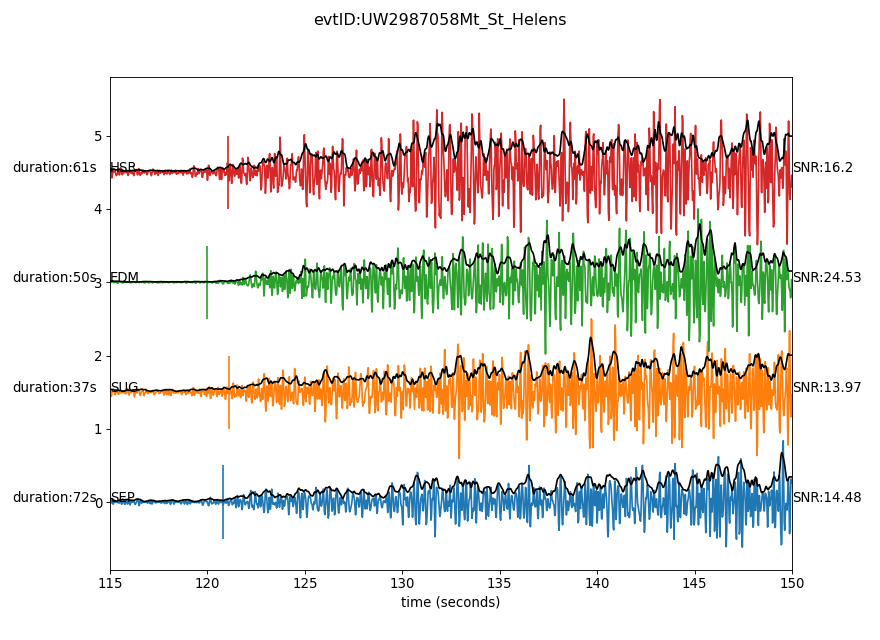 evtID:UW2987058Mt_St_Helens
5
duration:61s HSR SNR:16.2
4
duration:50s EDM SNR:24.53
3
2
duration:37s SUG SNR:13.97
1
duration:72s SEP SNR:14.48
0
115 120 125 130 135 140 145 150
time (seconds)